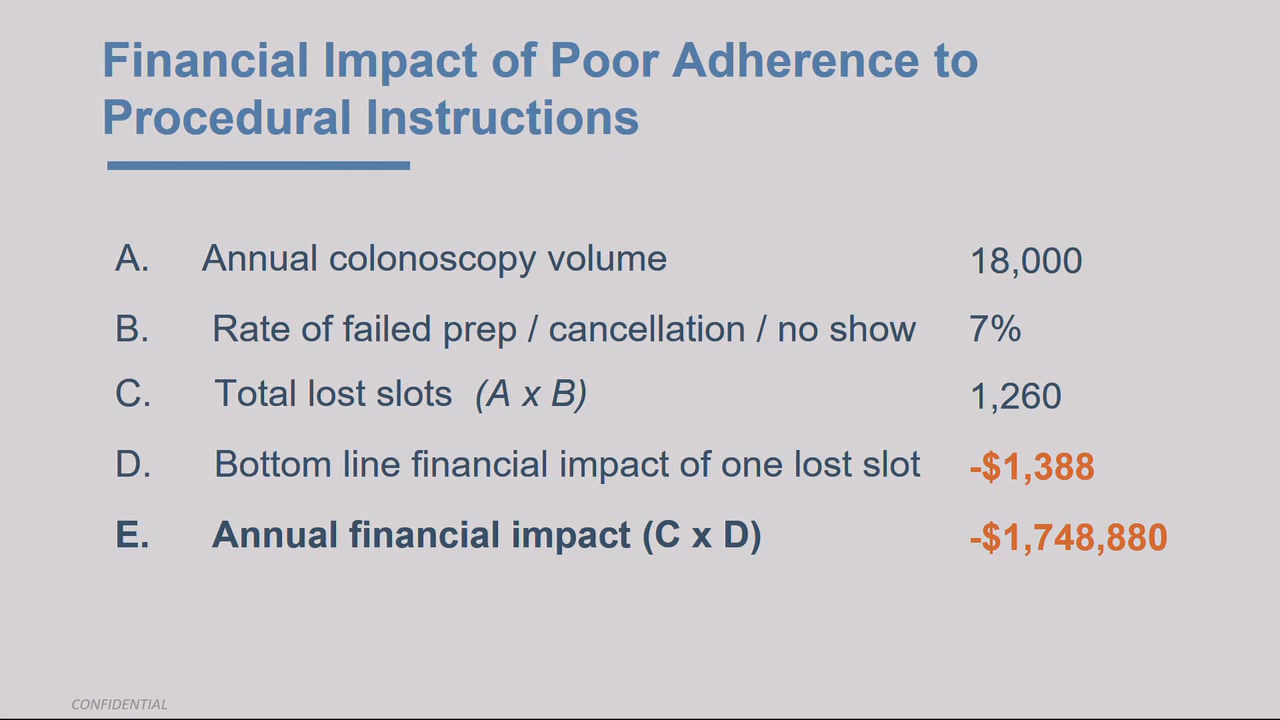 Financial Impact of Poor Adherence to
Procedural Instructions
A. Annual colonoscopy volume 18,000
B. Rate of failed prep / cancellation / no show 7%
C. Total lost slots (A x B) 1,260
D. Bottom line financial impact of one lost slot -$1,388
E. Annual financial impact (C x D) -$1,748,880
CONFIDENTIAL